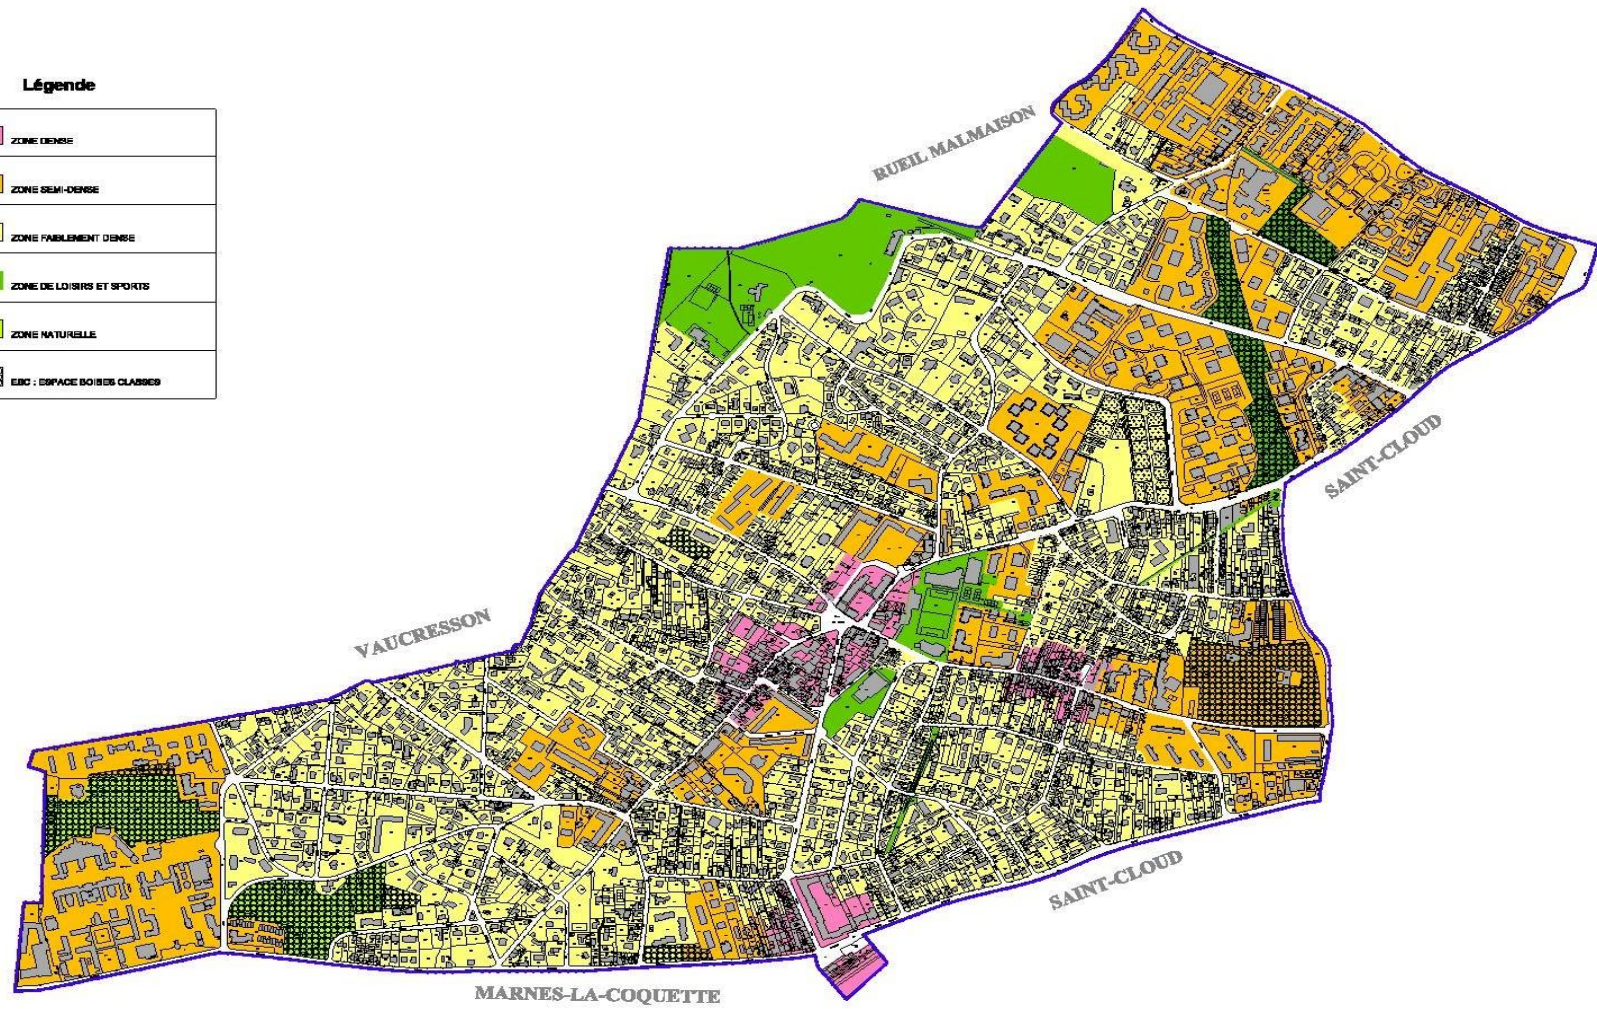 Légende
ZONE DENSE
ZONE SEMI-DENSE
ZONE FAIBLEMENT DENSE
ZONE DE LOISIRS ET SPORTS
ZONE NATURELLE
EBC : ESPACE BOISES CLASSES
RUEIL MALMAISON
SAINT-CLOUD
VAUCRESSON
SAINT-CLOUD
MARNES-LA-COQUETTE